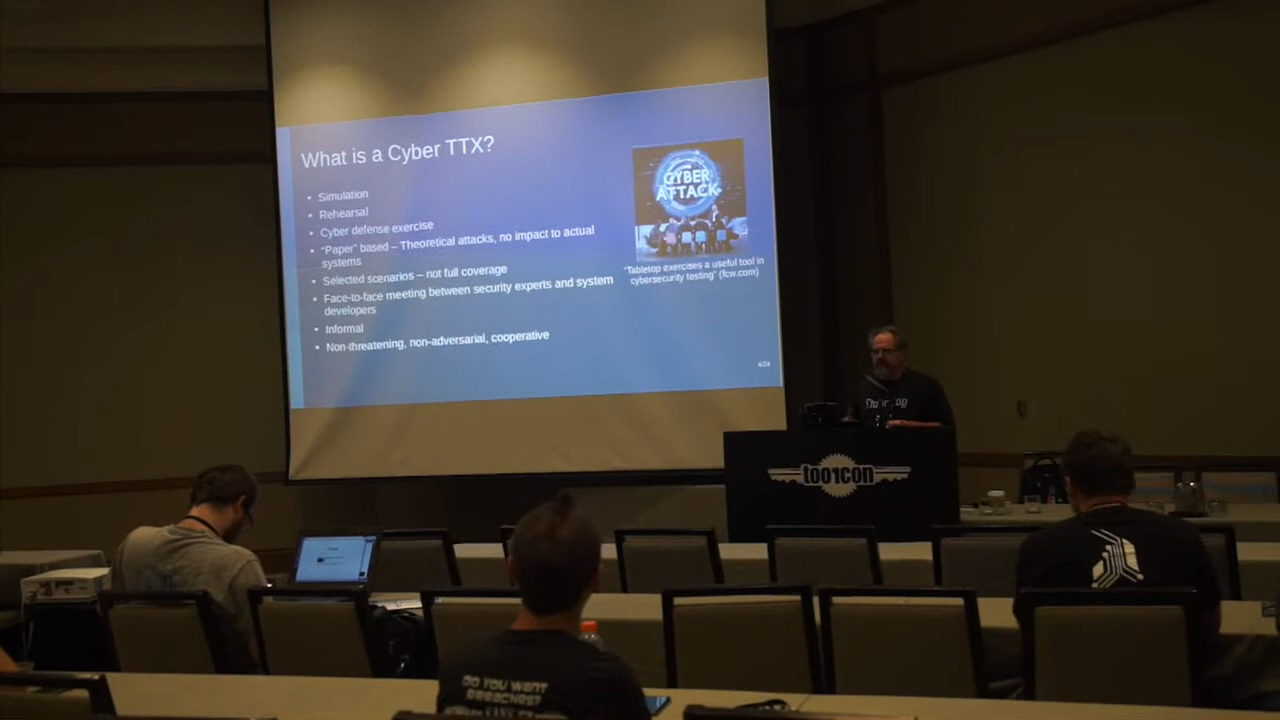 What is a Cyber TTX?
• Simulation
• Rehearsal
• Cyber defense exercise
• "Paper" based – Theoretical attacks, no impact to actual
systems
• Selected scenarios – not full coverage
• Face-to-face meeting between security experts and system
developers
• Informal
• Non-threatening, non-adversarial, cooperative
CYBER
ATTACK
"Tabletop exercises a useful tool in
cybersecurity testing" (fcw.com)
too1con
DO YOU WANT
BREACHES?